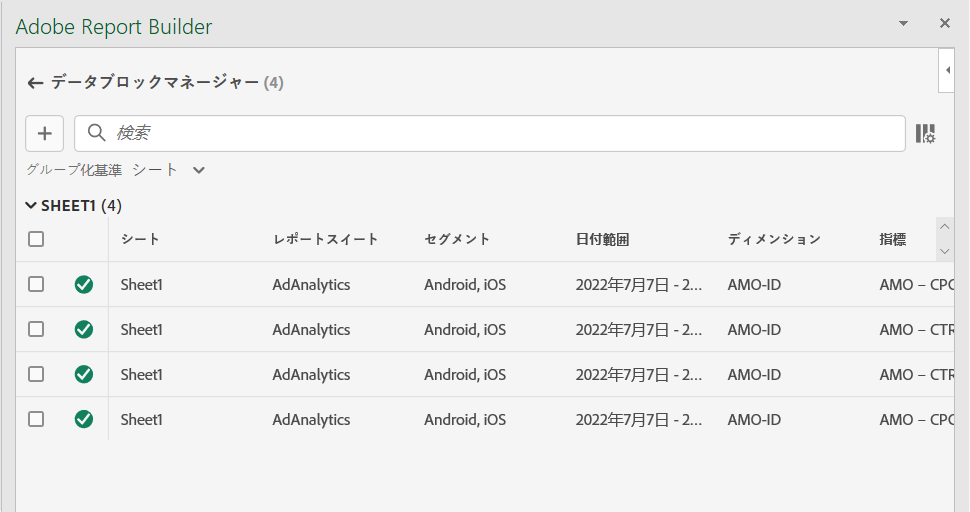 Adobe Report Builder
データブロックマネージャー (4)
検索
グループ化基準 シート
SHEET1 (4)
シート レポートスイート セグメント 日付範囲 ディメンション 指標
Sheet1 AdAnalytics Android, iOS 2022年7月7日 - 2... AMO-ID AMO – CPC
Sheet1 AdAnalytics Android, iOS 2022年7月7日 - 2... AMO-ID AMO – CTR
Sheet1 AdAnalytics Android, iOS 2022年7月7日 - 2... AMO-ID AMO – CTR
Sheet1 AdAnalytics Android, iOS 2022年7月7日 - 2... AMO-ID AMO – CPC